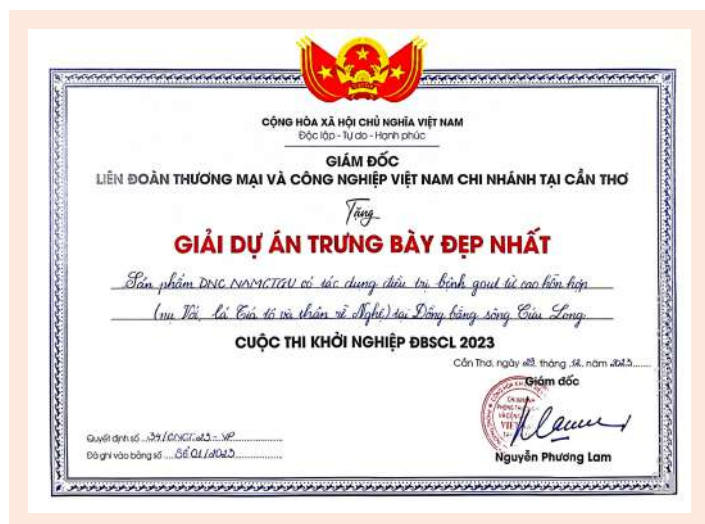 CỘNG HÒA XÃ HỘI CHỦ NGHĨA VIỆT NAM
Độc lập - Tự do - Hạnh phúc
GIÁM ĐỐC
LIÊN ĐOÀN THƯƠNG MẠI VÀ CÔNG NGHIỆP VIỆT NAM CHI NHÁNH TẠI CẦN THƠ
Tặng
GIẢI DỰ ÁN TRƯNG BÀY ĐẸP NHẤT
Sản phẩm DNC NAMCTGU có tác dụng điều trị bệnh gout từ cao hỗn hợp
(nụ Vối, lá Tía tô và thân rễ Nghệ) tại Đồng bằng sông Cửu Long
CUỘC THI KHỞI NGHIỆP ĐBSCL 2023
Cần Thơ, ngày tháng 12 năm 2023
Giám đốc
Quyết định số
Đã ghi vào bảng số Số 01/2023
Nguyễn Phương Lam